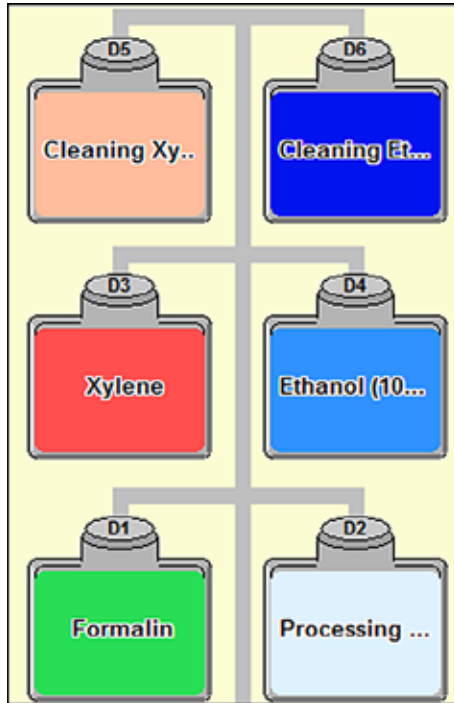 D5
D6
Cleaning Xy..
Cleaning Et...
D3
D4
Xylene
Ethanol (10...
D1
D2
Formalin
Processing ...